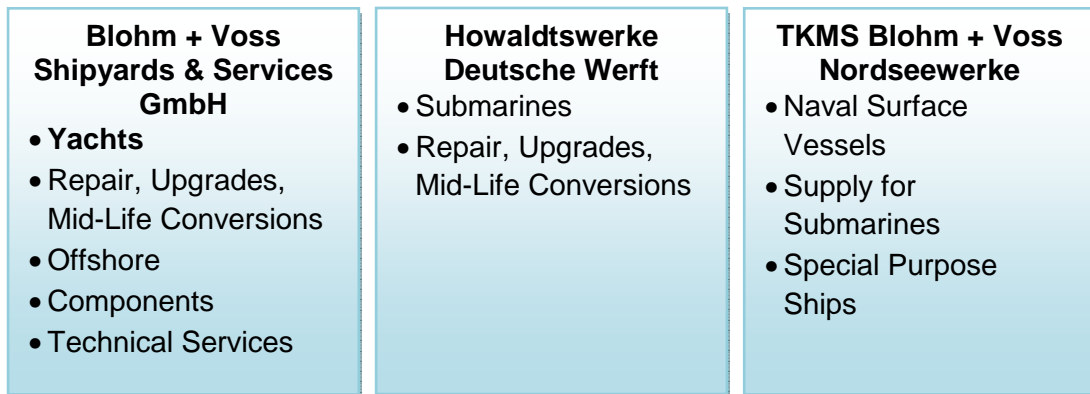 Blohm + Voss
Shipyards & Services
GmbH
• Yachts
• Repair, Upgrades,
Mid-Life Conversions
• Offshore
• Components
• Technical Services
Howaldtswerke
Deutsche Werft
• Submarines
• Repair, Upgrades,
Mid-Life Conversions
TKMS Blohm + Voss
Nordseewerke
• Naval Surface
Vessels
• Supply for
Submarines
• Special Purpose
Ships